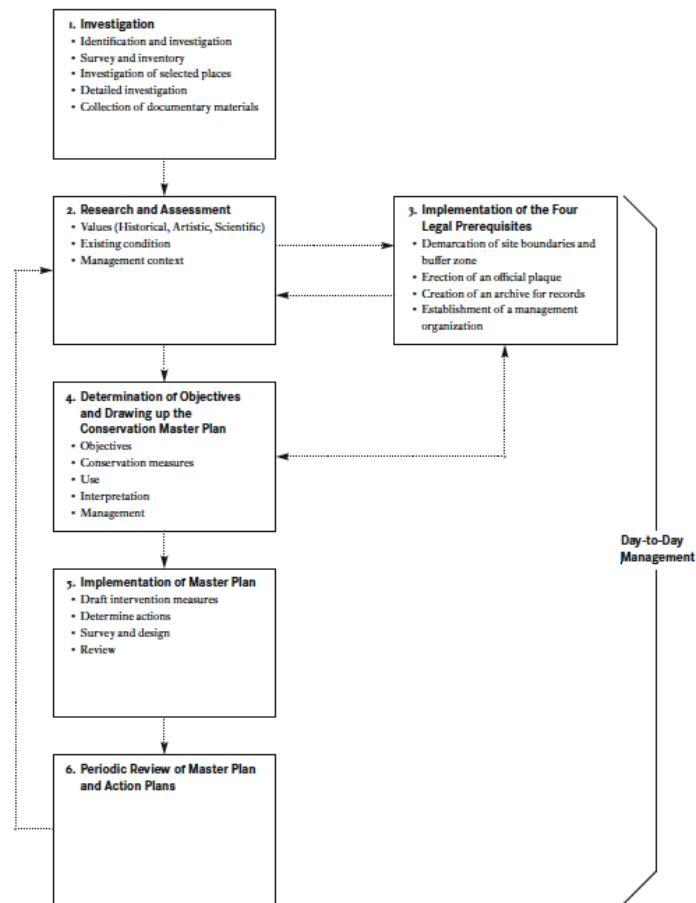 1. Investigation
• Identification and investigation
• Survey and inventory
• Investigation of selected places
• Detailed investigation
• Collection of documentary materials
2. Research and Assessment
• Values (Historical, Artistic, Scientific)
• Existing condition
• Management context
3. Implementation of the Four
Legal Prerequisites
• Demarcation of site boundaries and
buffer zone
• Erection of an official plaque
• Creation of an archive for records
• Establishment of a management
organization
4. Determination of Objectives
and Drawing up the
Conservation Master Plan
• Objectives
• Conservation measures
• Use
• Interpretation
• Management
Day-to-Day
Management
5. Implementation of Master Plan
• Draft intervention measures
• Determine actions
• Survey and design
• Review
6. Periodic Review of Master Plan
and Action Plans